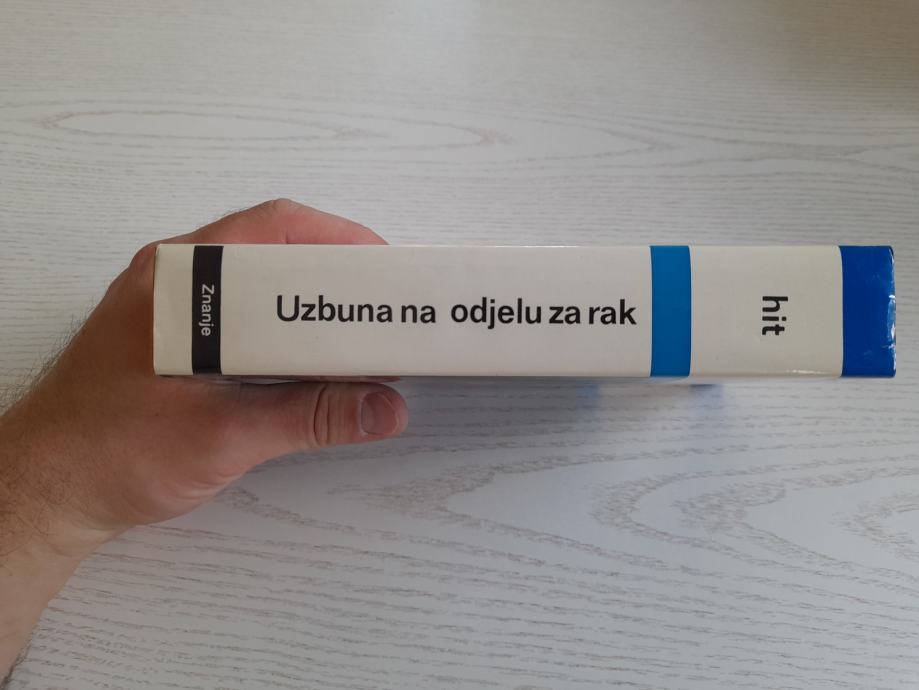 Znanje
Uzbuna na odjelu za rak
hit